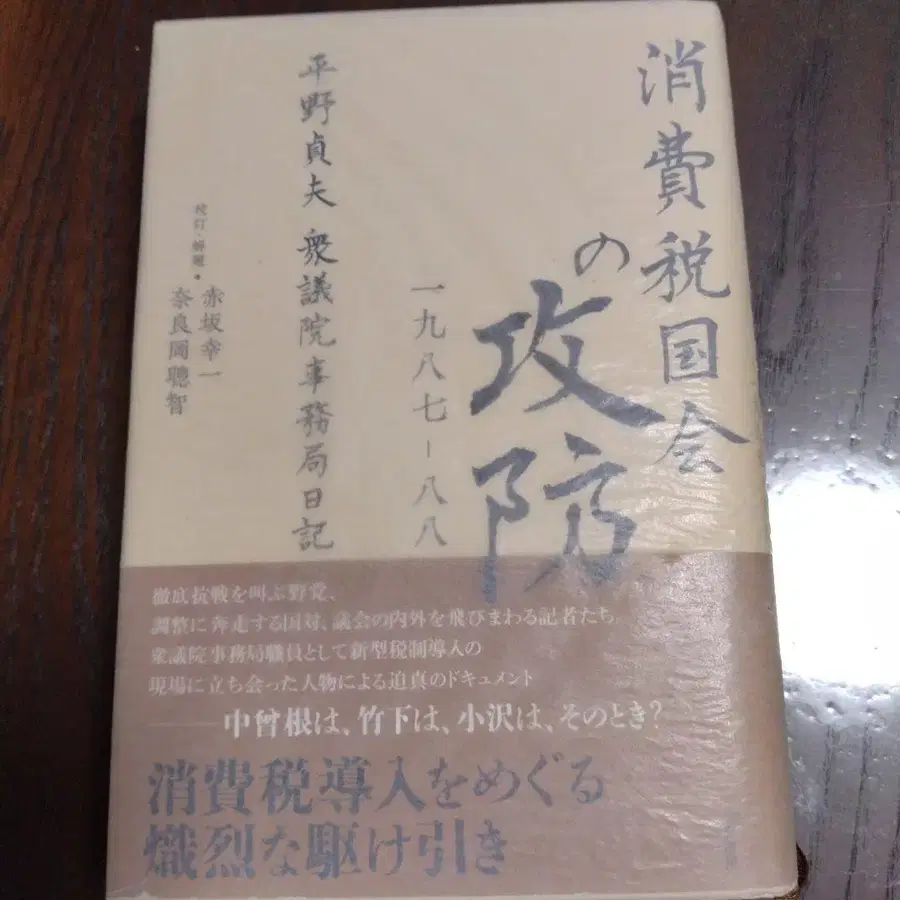 消費税国会
の攻防
一九八七－八八
平野貞夫 衆議院事務局日記
校訂・解題・
赤坂幸一
奈良岡聰智
徹底抗戦を叫ぶ野党、
調整に奔走する国対、議会の内外を飛びまわる記者たち
衆議院事務局職員として新型税制導入の
現場に立ち会った人物による迫真のドキュメント
――中曾根は、竹下は、小沢は、そのとき？
消費税導入をめぐる
熾烈な駆け引き